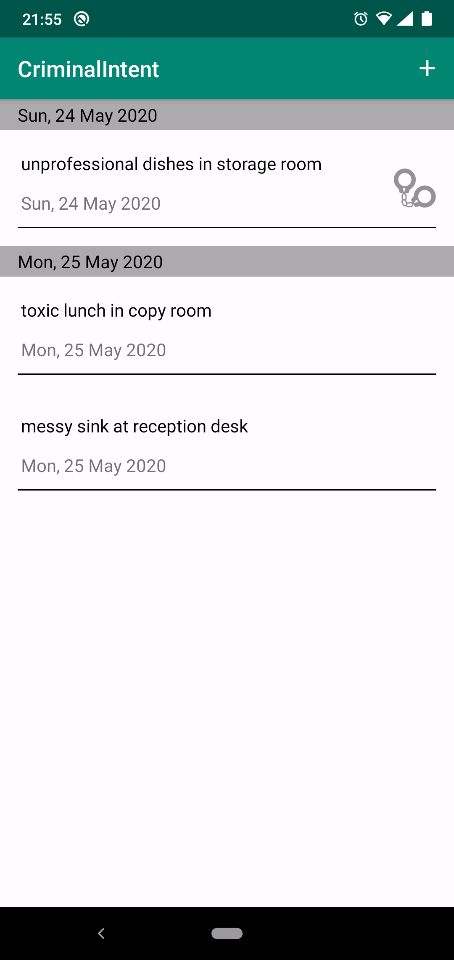 21:55
CriminalIntent
+
Sun, 24 May 2020
unprofessional dishes in storage room
Sun, 24 May 2020
Mon, 25 May 2020
toxic lunch in copy room
Mon, 25 May 2020
messy sink at reception desk
Mon, 25 May 2020